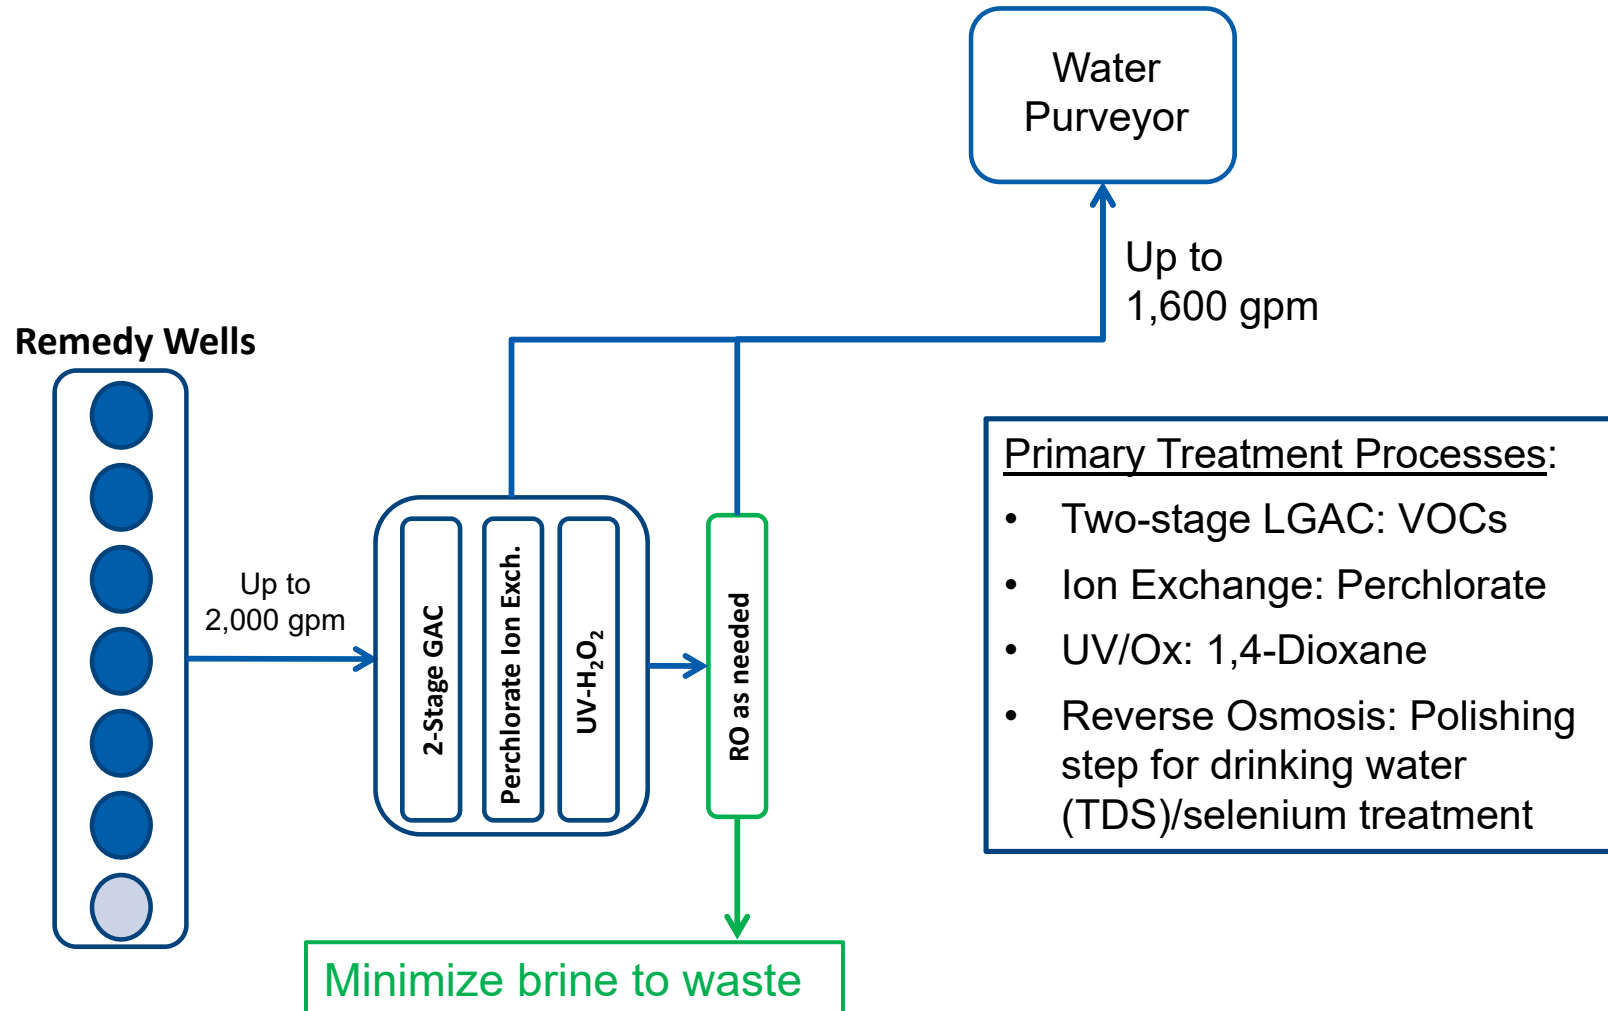 Water
Purveyor
Up to
1,600 gpm
Remedy Wells
Up to
2,000 gpm
2-Stage GAC
Perchlorate Ion Exch.
UV-H₂O₂
RO as needed
Primary Treatment Processes:
• Two-stage LGAC: VOCs
• Ion Exchange: Perchlorate
• UV/Ox: 1,4-Dioxane
• Reverse Osmosis: Polishing
step for drinking water
(TDS)/selenium treatment
Minimize brine to waste